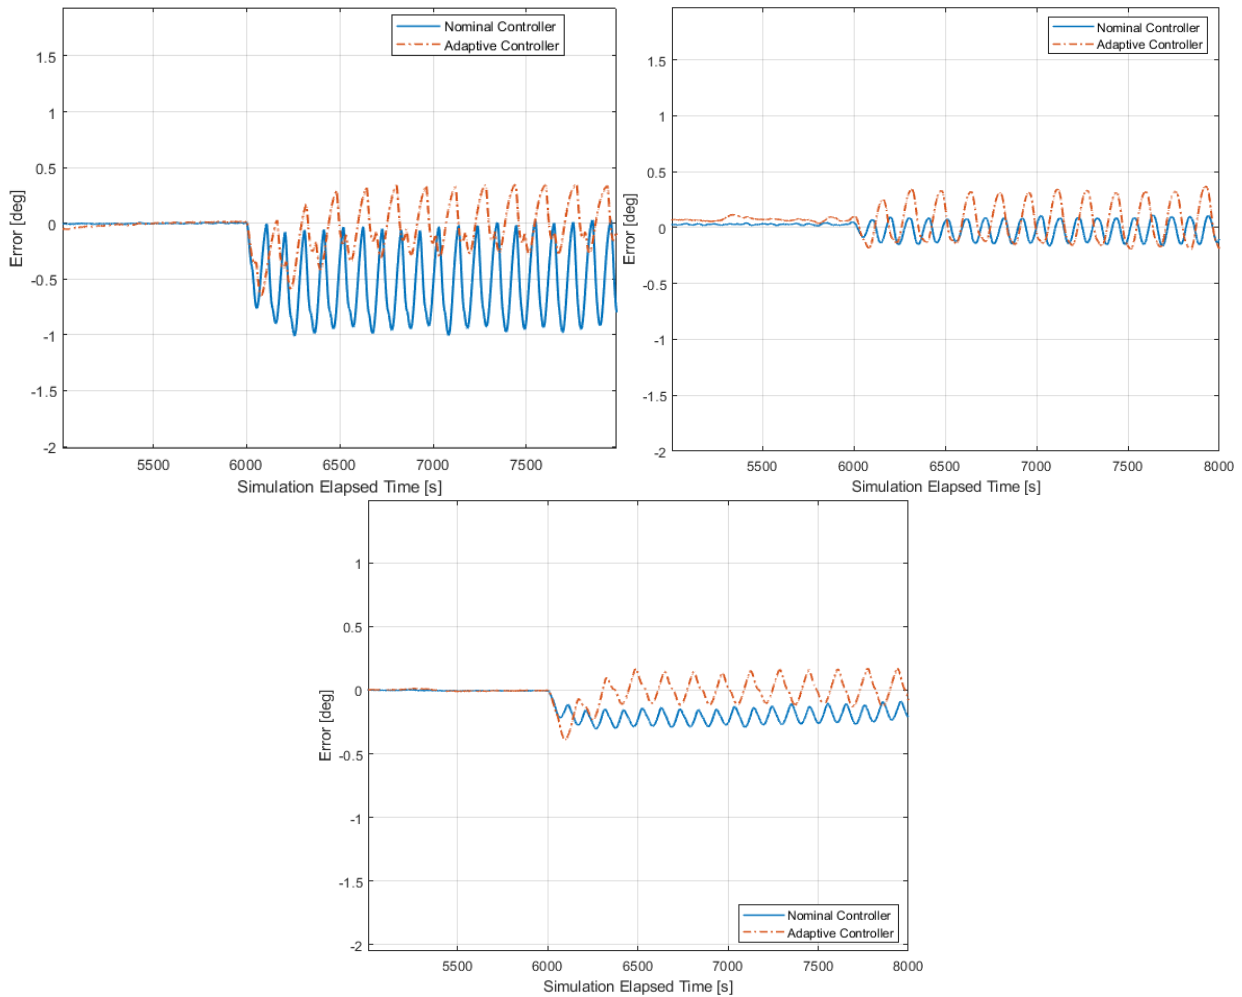 Nominal Controller
Adaptive Controller
1.5
1
0.5
0
-0.5
-1
-1.5
-2
Error [deg]
5500 6000 6500 7000 7500
Simulation Elapsed Time [s]
Nominal Controller
Adaptive Controller
1.5
1
0.5
0
-0.5
-1
-1.5
-2
Error [deg]
5500 6000 6500 7000 7500 8000
Simulation Elapsed Time [s]
1
0.5
0
-0.5
-1
-1.5
-2
Error [deg]
Nominal Controller
Adaptive Controller
5500 6000 6500 7000 7500 8000
Simulation Elapsed Time [s]